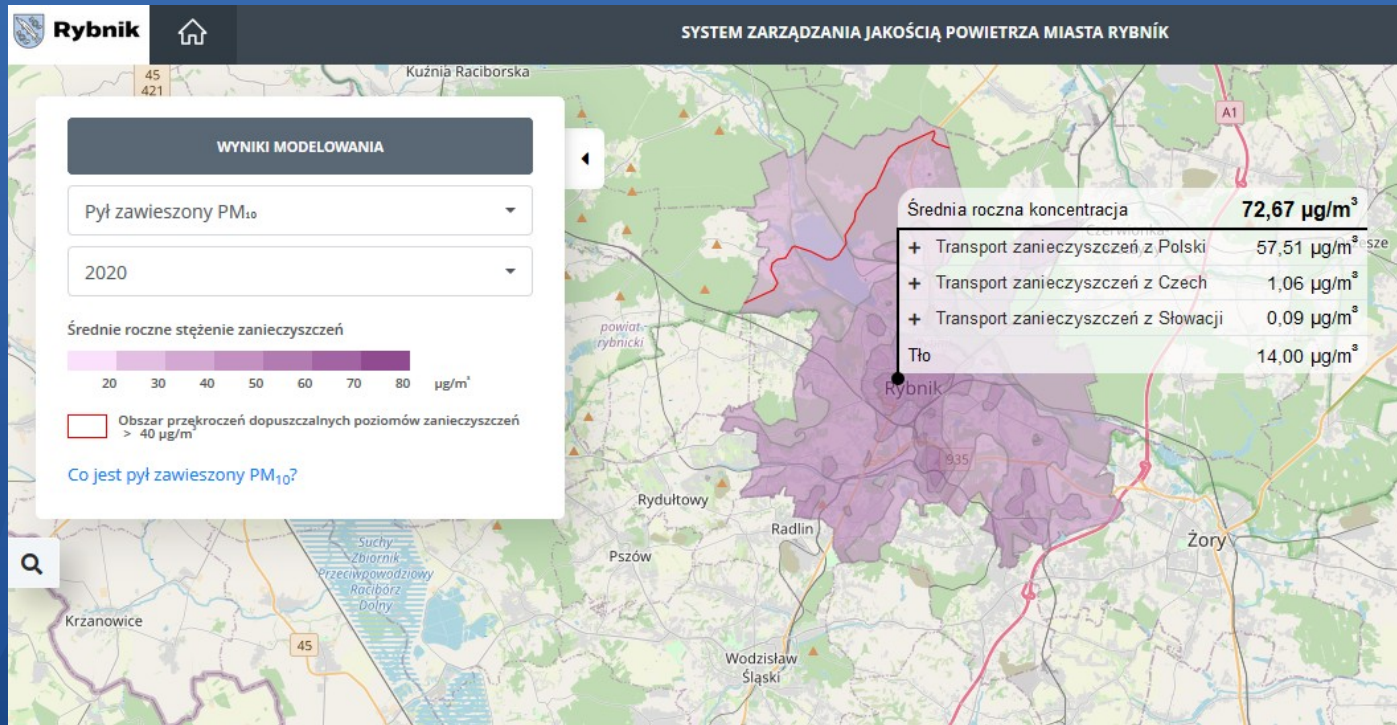 Rybnik
SYSTEM ZARZĄDZANIA JAKOŚCIĄ POWIETRZA MIASTA RYBNÍK
45
421
Kuźnia Raciborska
A1
WYNIKI MODELOWANIA
Pył zawieszony PM₁₀
2020
Średnie roczne stężenie zanieczyszczeń
20 30 40 50 60 70 80 µg/m³
Obszar przękroczeń dopuszczalnych poziomów zanieczyszczeń
> 40 µg/m³
Co jest pył zawieszony PM₁₀?
Średnia roczna koncentracja 72,67 µg/m³
+ Transport zanieczyszczeń z Polski 57,51 µg/m³
+ Transport zanieczyszczeń z Czech 1,06 µg/m³
+ Transport zanieczyszczeń z Słowacji 0,09 µg/m³
Tło 14,00 µg/m³
Czerwionka-
esze
powiat
rybnicki
Rybnik
935
Rydułtowy
Radlin
Pszów
Żory
Suchy
Zbiornik
Przeciwpowodziowy
Racibórz
Dolny
Krzanowice
45
Wodzisław
Śląski